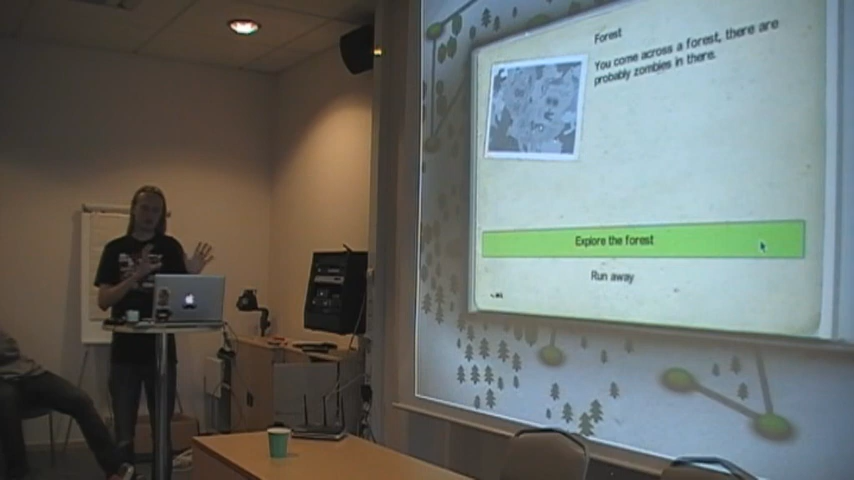 Forest
You come across a forest, there are
probably zombies in there.
Explore the forest
Run away